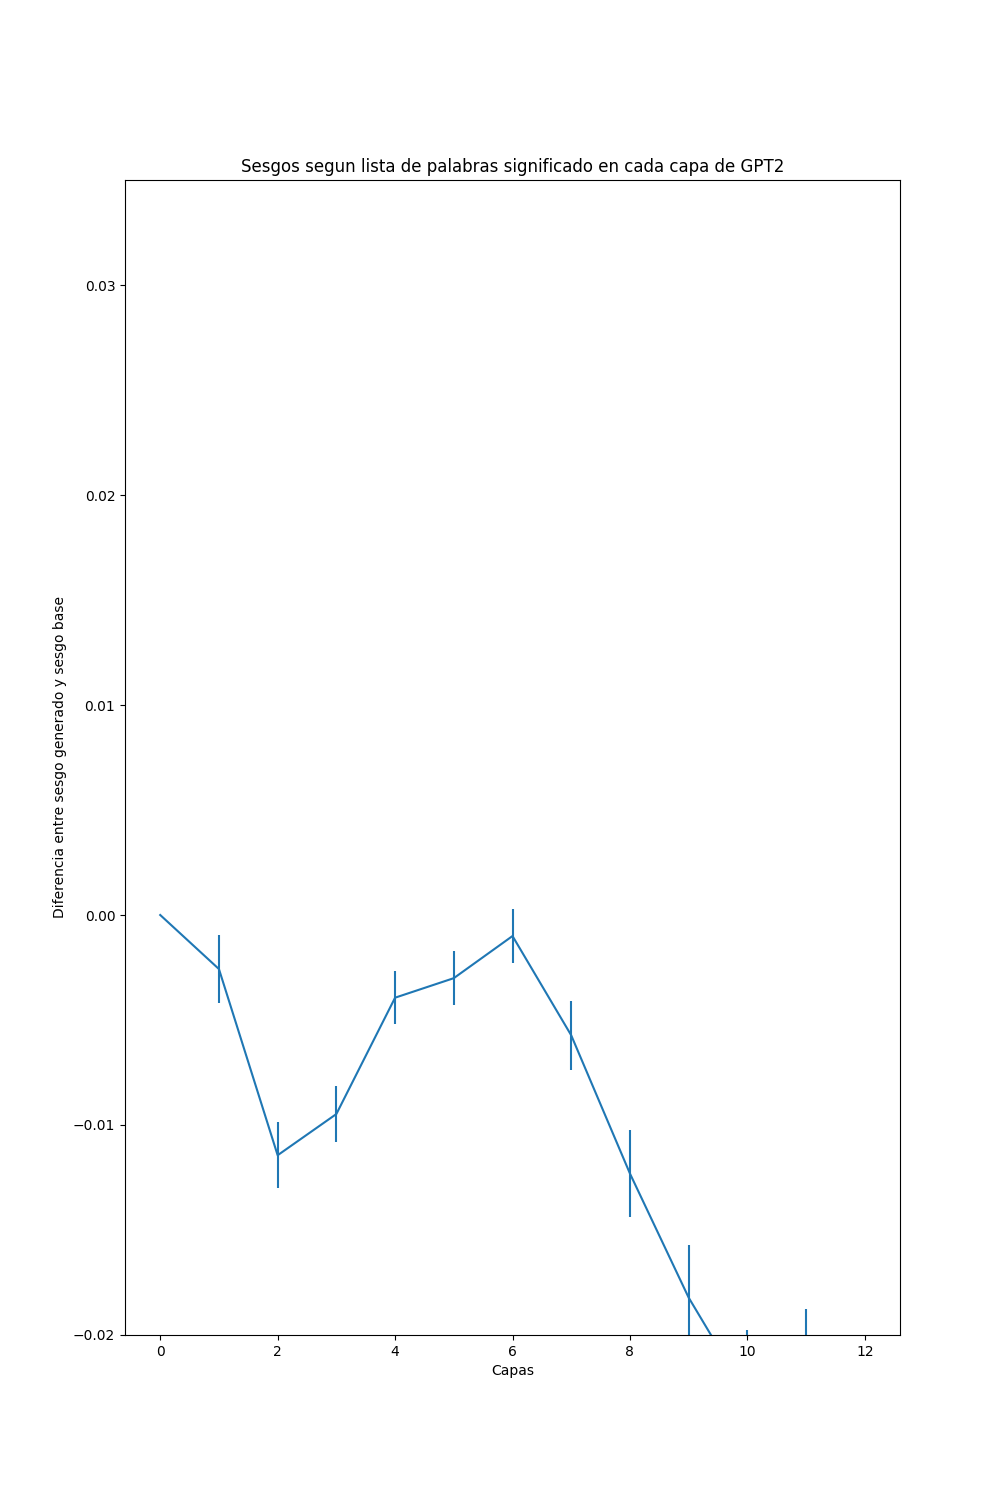 Sesgos segun lista de palabras significado en cada capa de GPT2
Diferencia entre sesgo generado y sesgo base
0.03
0.02
0.01
0.00
−0.01
−0.02
0 2 4 6 8 10 12
Capas